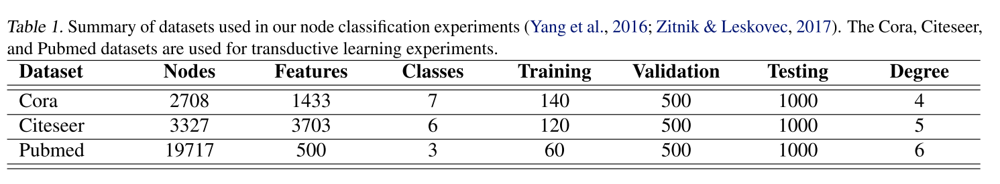 Table 1. Summary of datasets used in our node classification experiments (Yang et al., 2016; Zitnik & Leskovec, 2017). The Cora, Citeseer,
and Pubmed datasets are used for transductive learning experiments.
Dataset Nodes Features Classes Training Validation Testing Degree
Cora 2708 1433 7 140 500 1000 4
Citeseer 3327 3703 6 120 500 1000 5
Pubmed 19717 500 3 60 500 1000 6